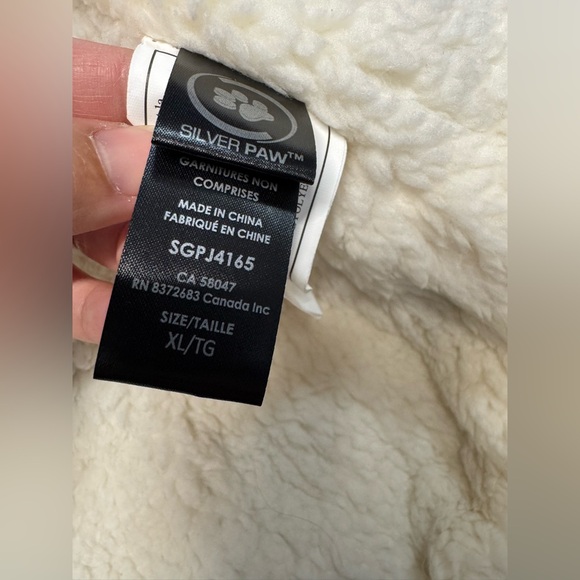 SILVER PAW™
GARNITURES NON
COMPRISES
MADE IN CHINA
FABRIQUÉ EN CHINE
SGPJ4165
CA 58047
RN 8372683 Canada Inc
SIZE/TAILLE
XL/TG